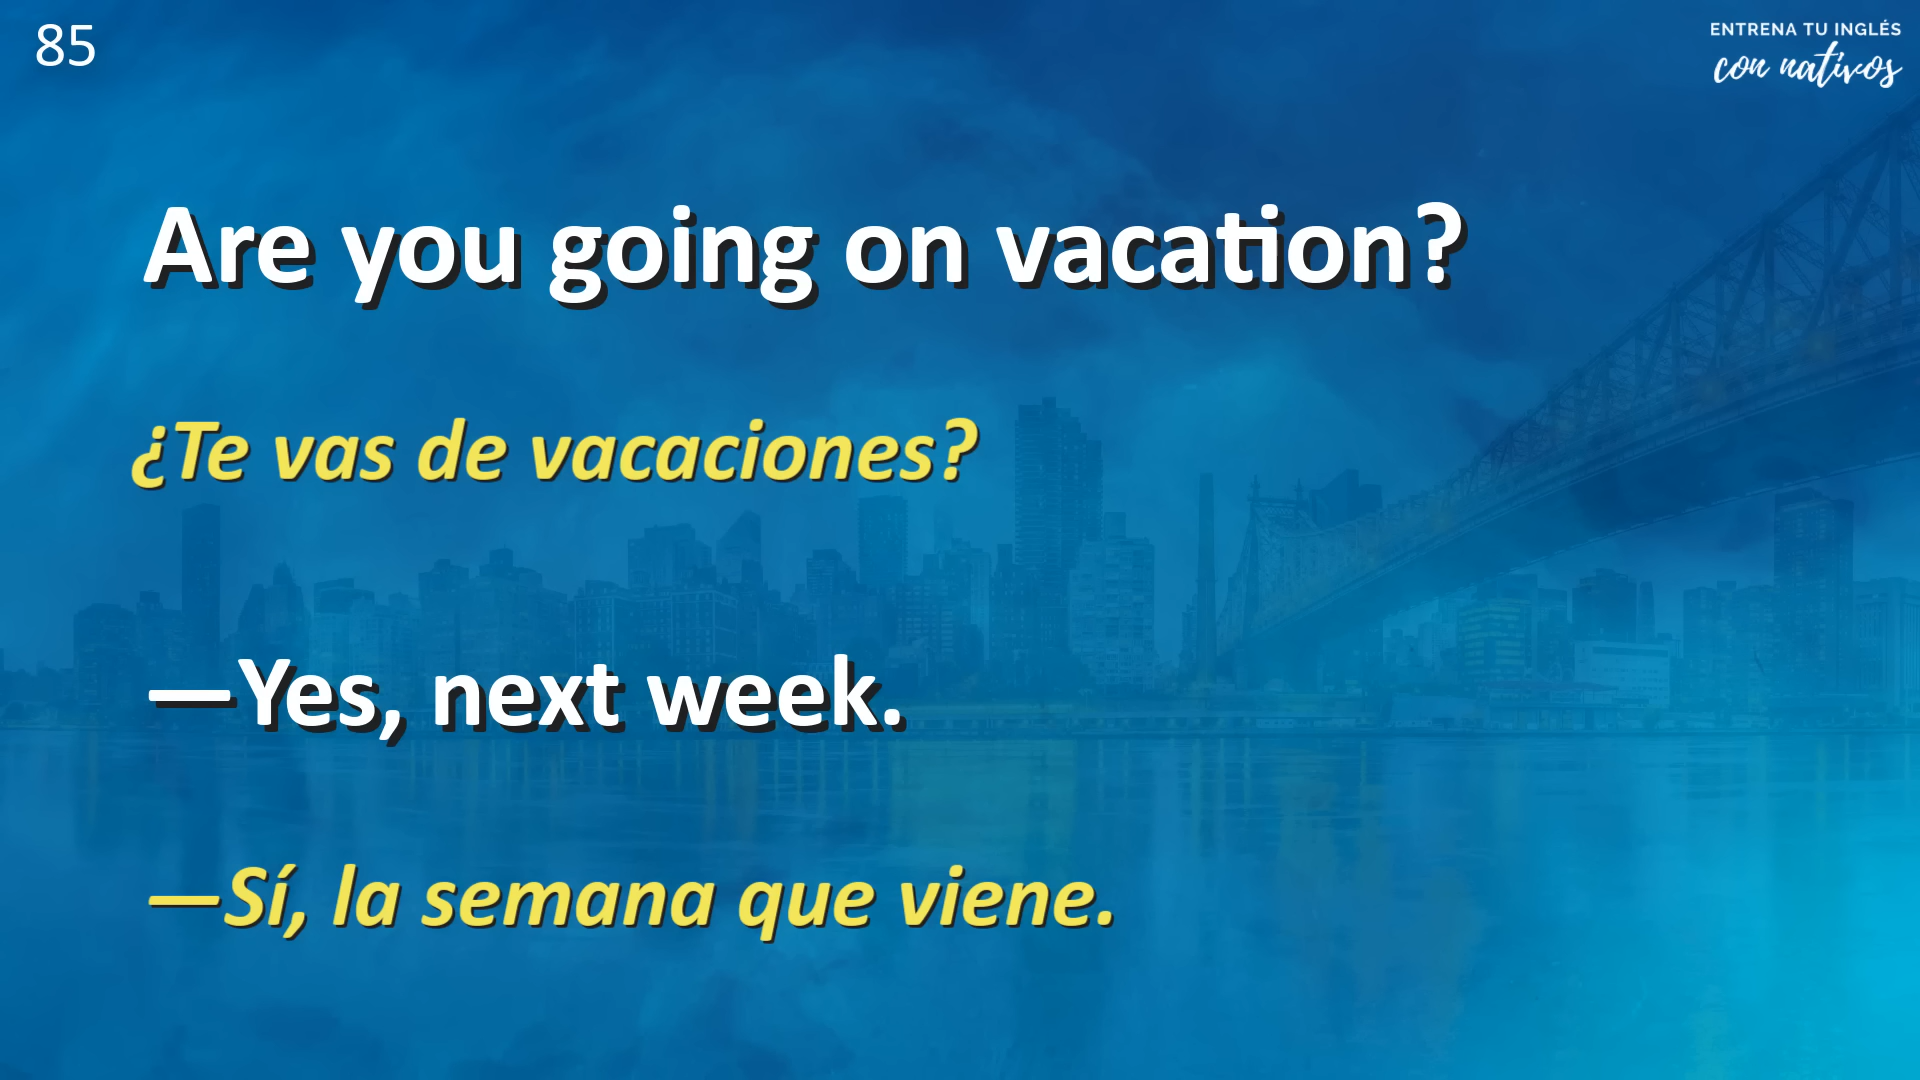 85
ENTRENA TU INGLÉS
con nativos
Are you going on vacation?
¿Te vas de vacaciones?
—Yes, next week.
—Sí, la semana que viene.